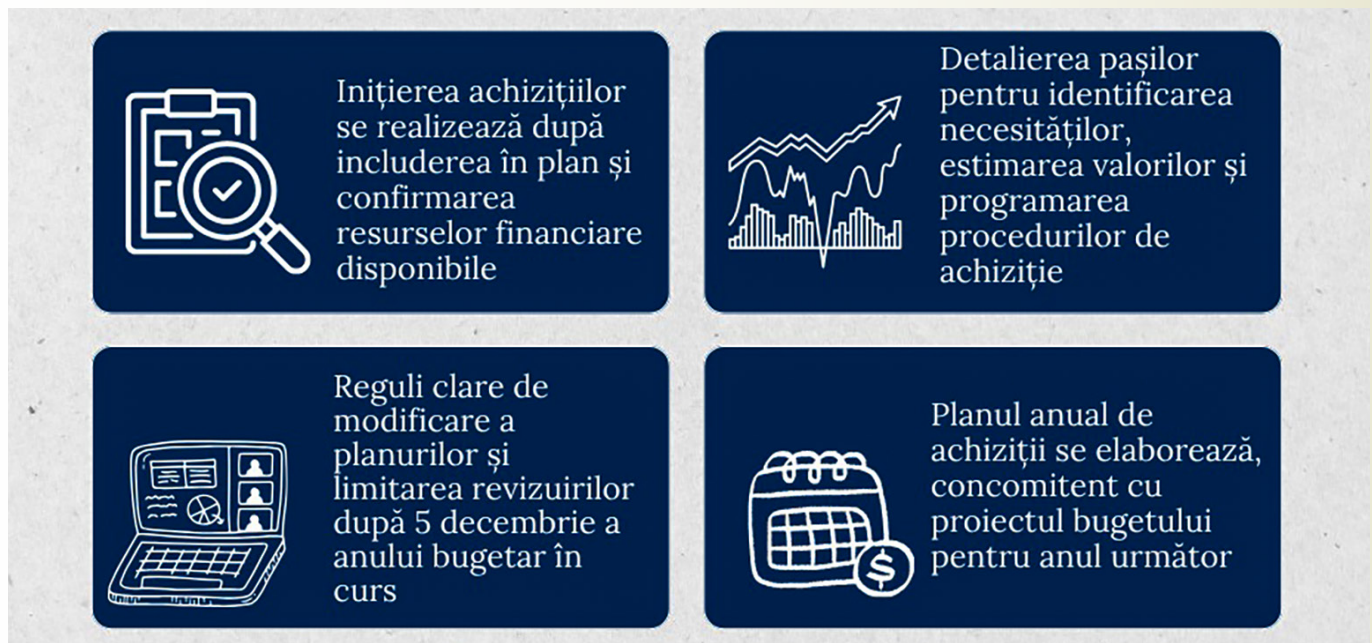 Inițierea achizițiilor
se realizează după
includerea în plan și
confirmarea
resurselor financiare
disponibile
Detalierea pașilor
pentru identificarea
necesităților,
estimarea valorilor și
programarea
procedurilor de
achiziție
Reguli clare de
modificare a
planurilor și
limitarea revizuirilor
după 5 decembrie a
anului bugetar în
curs
Planul anual de
achiziții se elaborează,
concomitent cu
proiectul bugetului
pentru anul următor
$